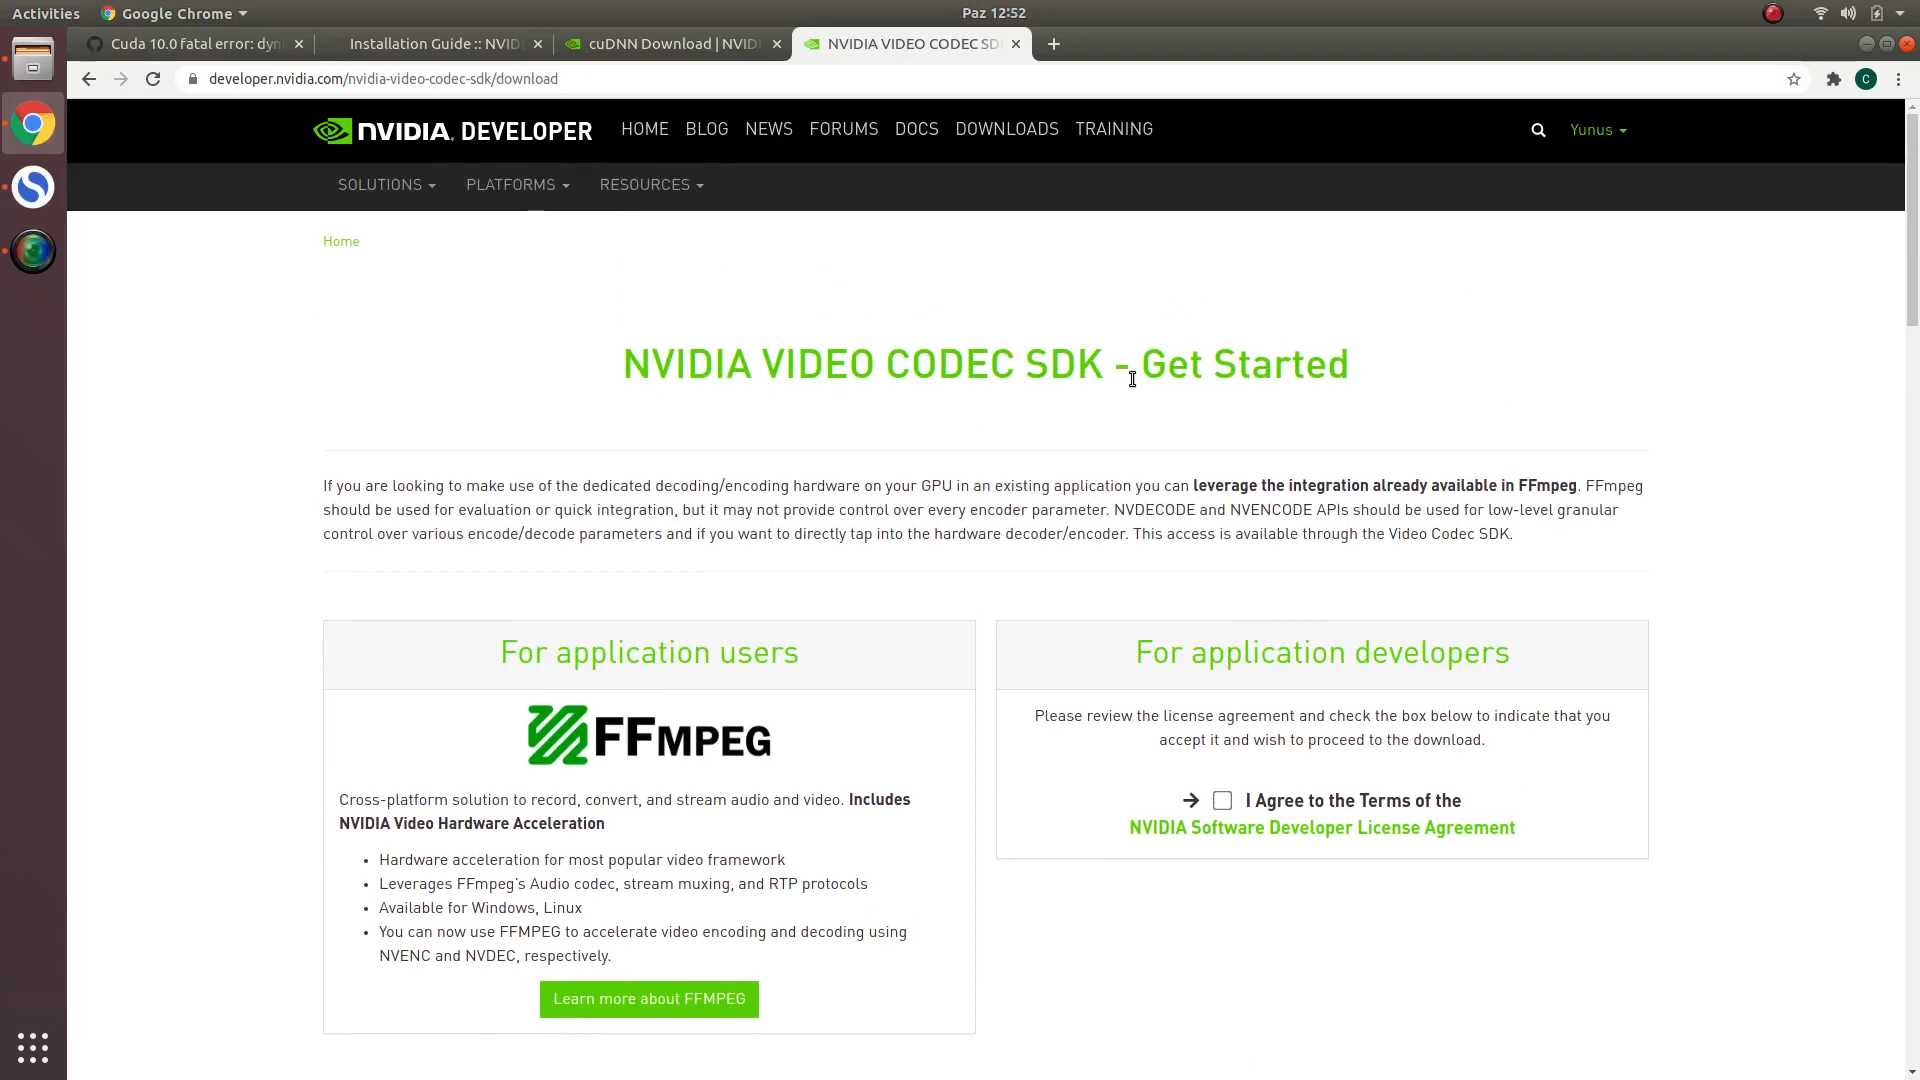 Activities
Google Chrome
Paz 12:52
Cuda 10.0 fatal error: dyn
Installation Guide :: NVID
cuDNN Download | NVID
NVIDIA VIDEO CODEC SD
developer.nvidia.com/nvidia-video-codec-sdk/download
C
NVIDIA. DEVELOPER
HOME BLOG NEWS FORUMS DOCS DOWNLOADS TRAINING
Yunus
SOLUTIONS PLATFORMS RESOURCES
Home
NVIDIA VIDEO CODEC SDK - Get Started
If you are looking to make use of the dedicated decoding/encoding hardware on your GPU in an existing application you can leverage the integration already available in FFmpeg. FFmpeg
should be used for evaluation or quick integration, but it may not provide control over every encoder parameter. NVDECODE and NVENCODE APIs should be used for low-level granular
control over various encode/decode parameters and if you want to directly tap into the hardware decoder/encoder. This access is available through the Video Codec SDK.
For application users
FFMPEG
Cross-platform solution to record, convert, and stream audio and video. Includes
NVIDIA Video Hardware Acceleration
• Hardware acceleration for most popular video framework
• Leverages FFmpeg's Audio codec, stream muxing, and RTP protocols
• Available for Windows, Linux
• You can now use FFMPEG to accelerate video encoding and decoding using
NVENC and NVDEC, respectively.
Learn more about FFMPEG
For application developers
Please review the license agreement and check the box below to indicate that you
accept it and wish to proceed to the download.
I Agree to the Terms of the
NVIDIA Software Developer License Agreement